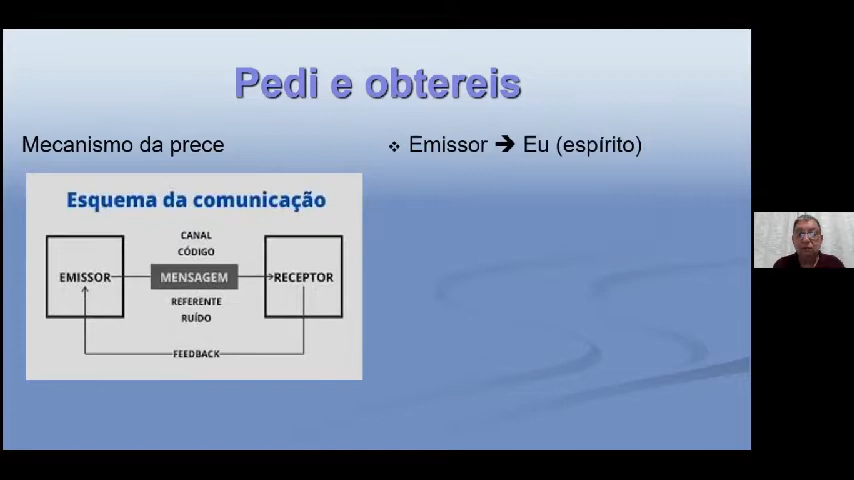 Pedi e obtereis
Mecanismo da prece
Esquema da comunicação
CANAL
CÓDIGO
EMISSOR
MENSAGEM
RECEPTOR
REFERENTE
RUÍDO
FEEDBACK
❖ Emissor ➔ Eu (espírito)